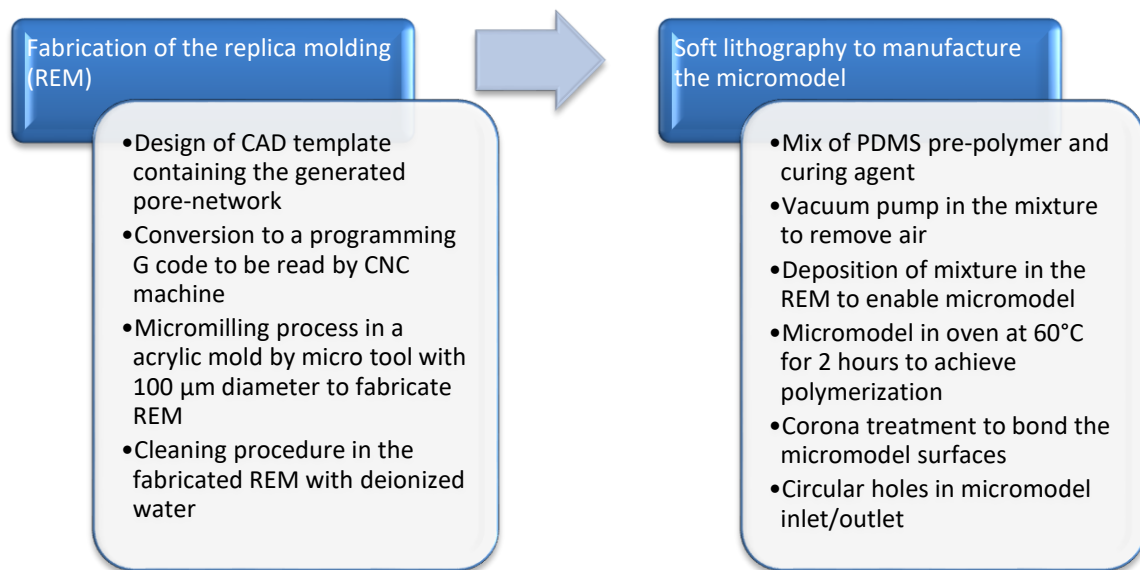 Fabrication of the replica molding
(REM)
•Design of CAD template
containing the generated
pore-network
•Conversion to a programming
G code to be read by CNC
machine
•Micromilling process in a
acrylic mold by micro tool with
100 µm diameter to fabricate
REM
•Cleaning procedure in the
fabricated REM with deionized
water
Soft lithography to manufacture
the micromodel
•Mix of PDMS pre-polymer and
curing agent
•Vacuum pump in the mixture
to remove air
•Deposition of mixture in the
REM to enable micromodel
•Micromodel in oven at 60°C
for 2 hours to achieve
polymerization
•Corona treatment to bond the
micromodel surfaces
•Circular holes in micromodel
inlet/outlet